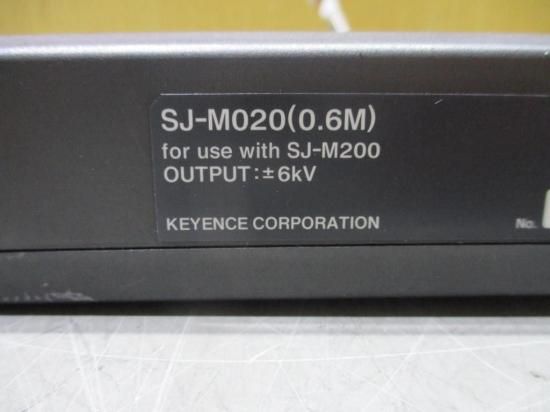 SJ-M020(0.6M)
for use with SJ-M200
OUTPUT:±6kV
KEYENCE CORPORATION
No.